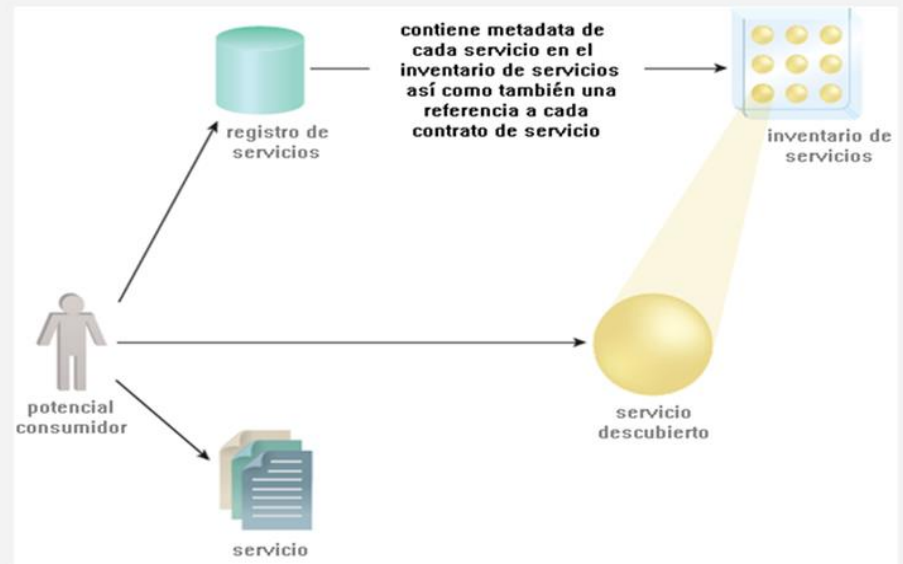 contiene metadata de
cada servicio en el
inventario de servicios
así como también una
referencia a cada
contrato de servicio
registro de
servicios
inventario de
servicios
potencial
consumidor
servicio
descubierto
servicio